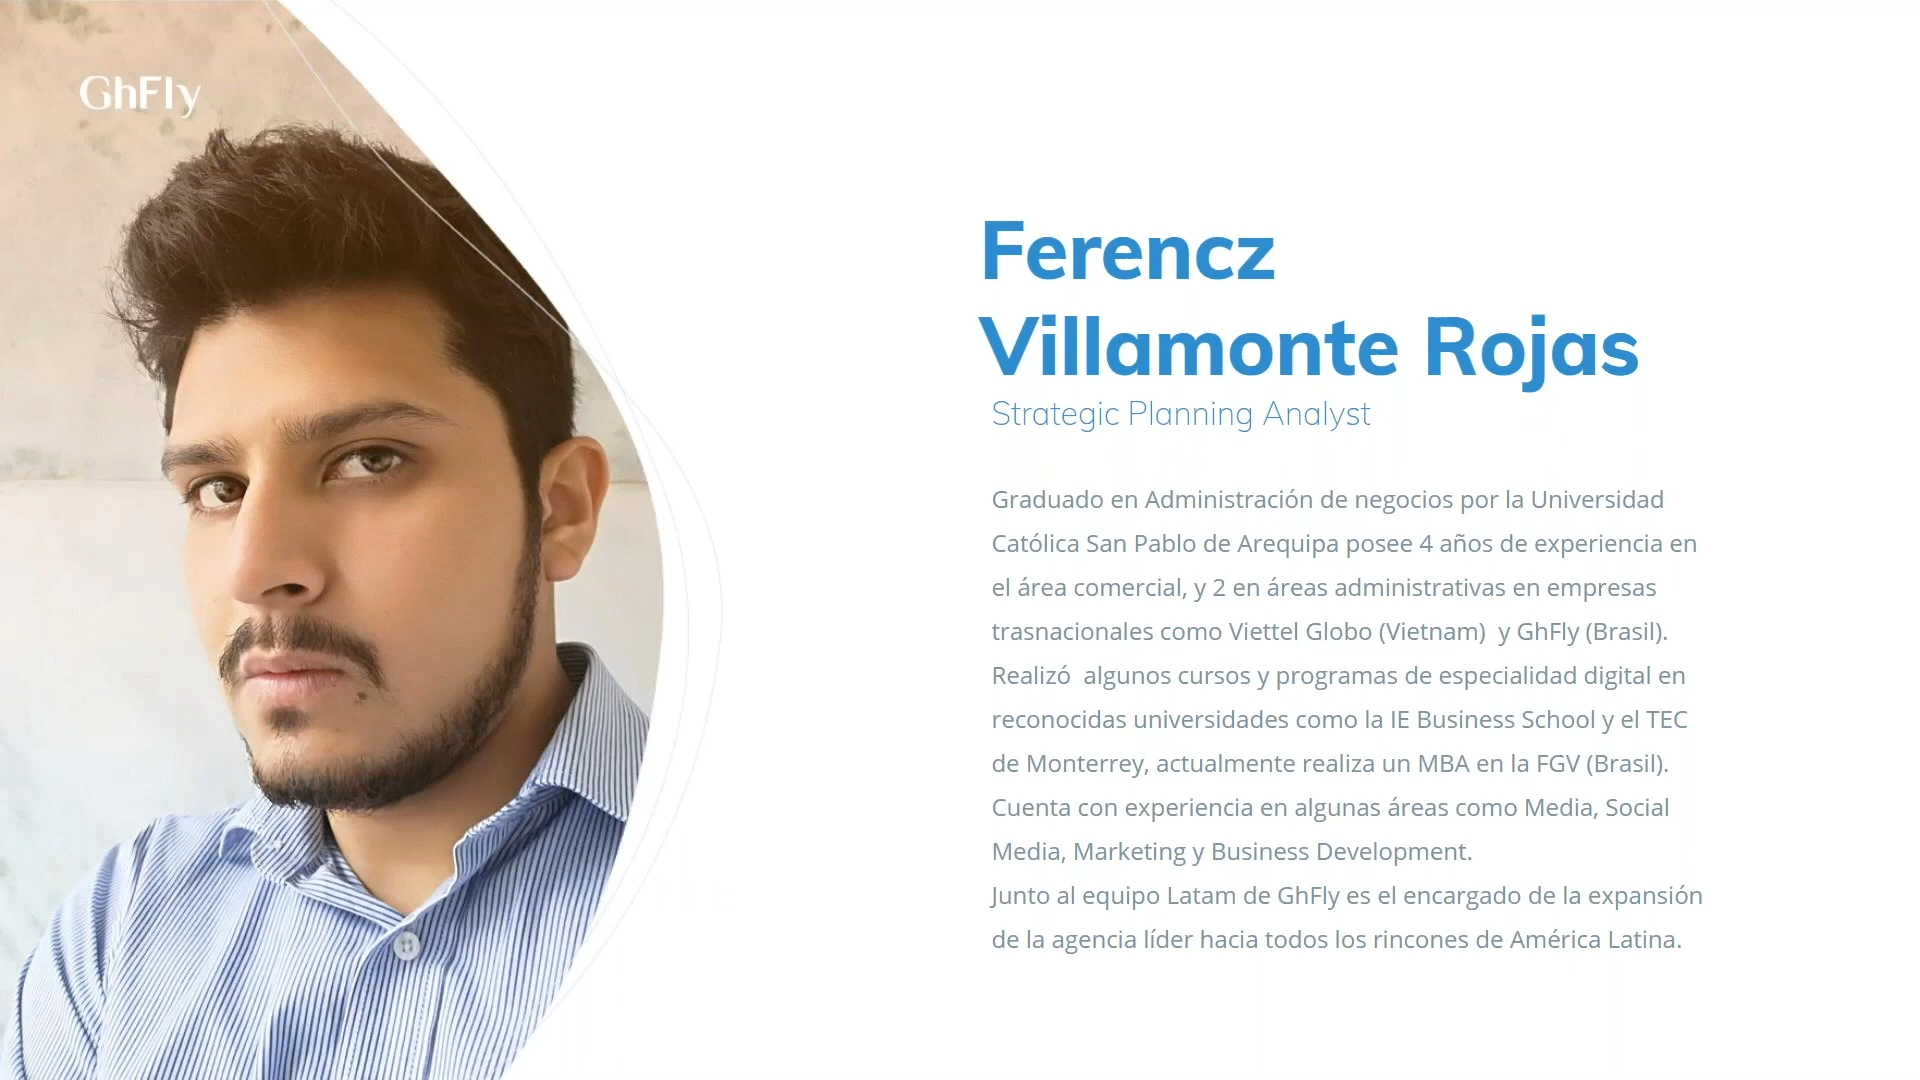 GhFly
Ferencz
Villamonte Rojas
Strategic Planning Analyst
Graduado en Administración de negocios por la Universidad
Católica San Pablo de Arequipa posee 4 años de experiencia en
el área comercial, y 2 en áreas administrativas en empresas
trasnacionales como Viettel Globo (Vietnam)  y GhFly (Brasil).
Realizó  algunos cursos y programas de especialidad digital en
reconocidas universidades como la IE Business School y el TEC
de Monterrey, actualmente realiza un MBA en la FGV (Brasil).
Cuenta con experiencia en algunas áreas como Media, Social
Media, Marketing y Business Development.
Junto al equipo Latam de GhFly es el encargado de la expansión
de la agencia líder hacia todos los rincones de América Latina.